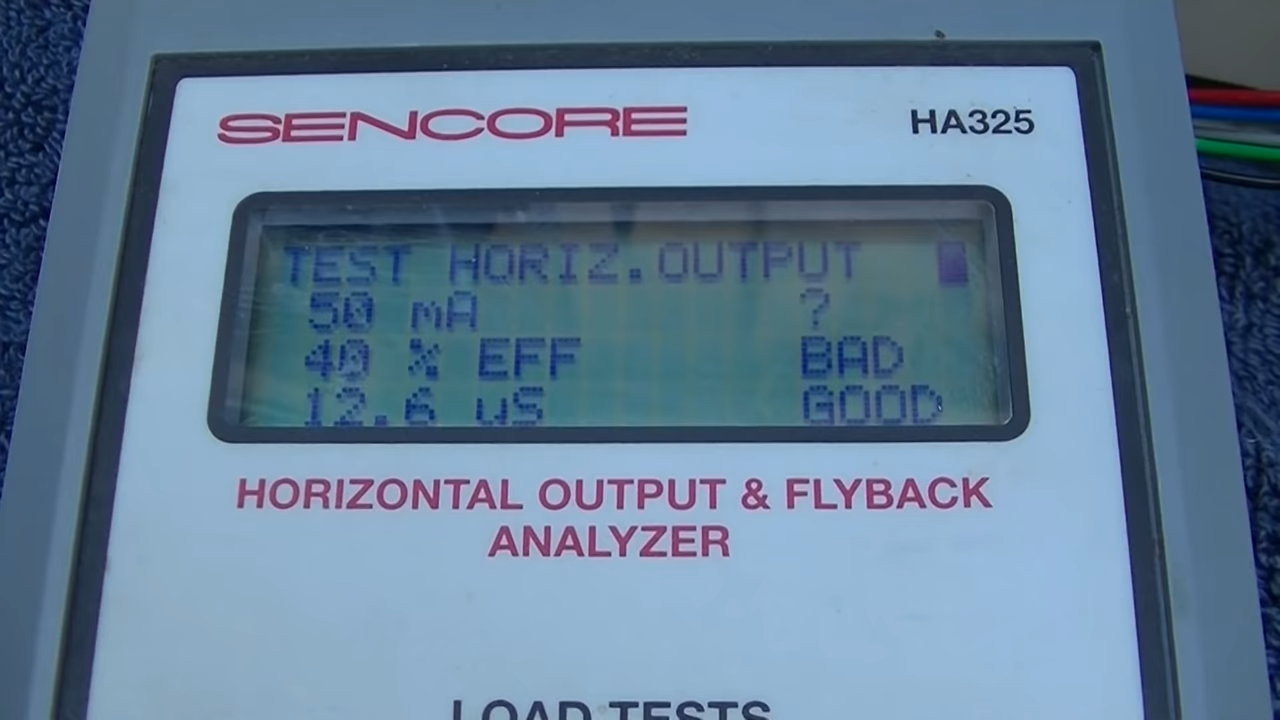 SENCORE HA325
TEST HORIZ.OUTPUT
50 mA ?
40 % EFF BAD
12.6 uS GOOD
HORIZONTAL OUTPUT & FLYBACK
ANALYZER
LOAD TESTS